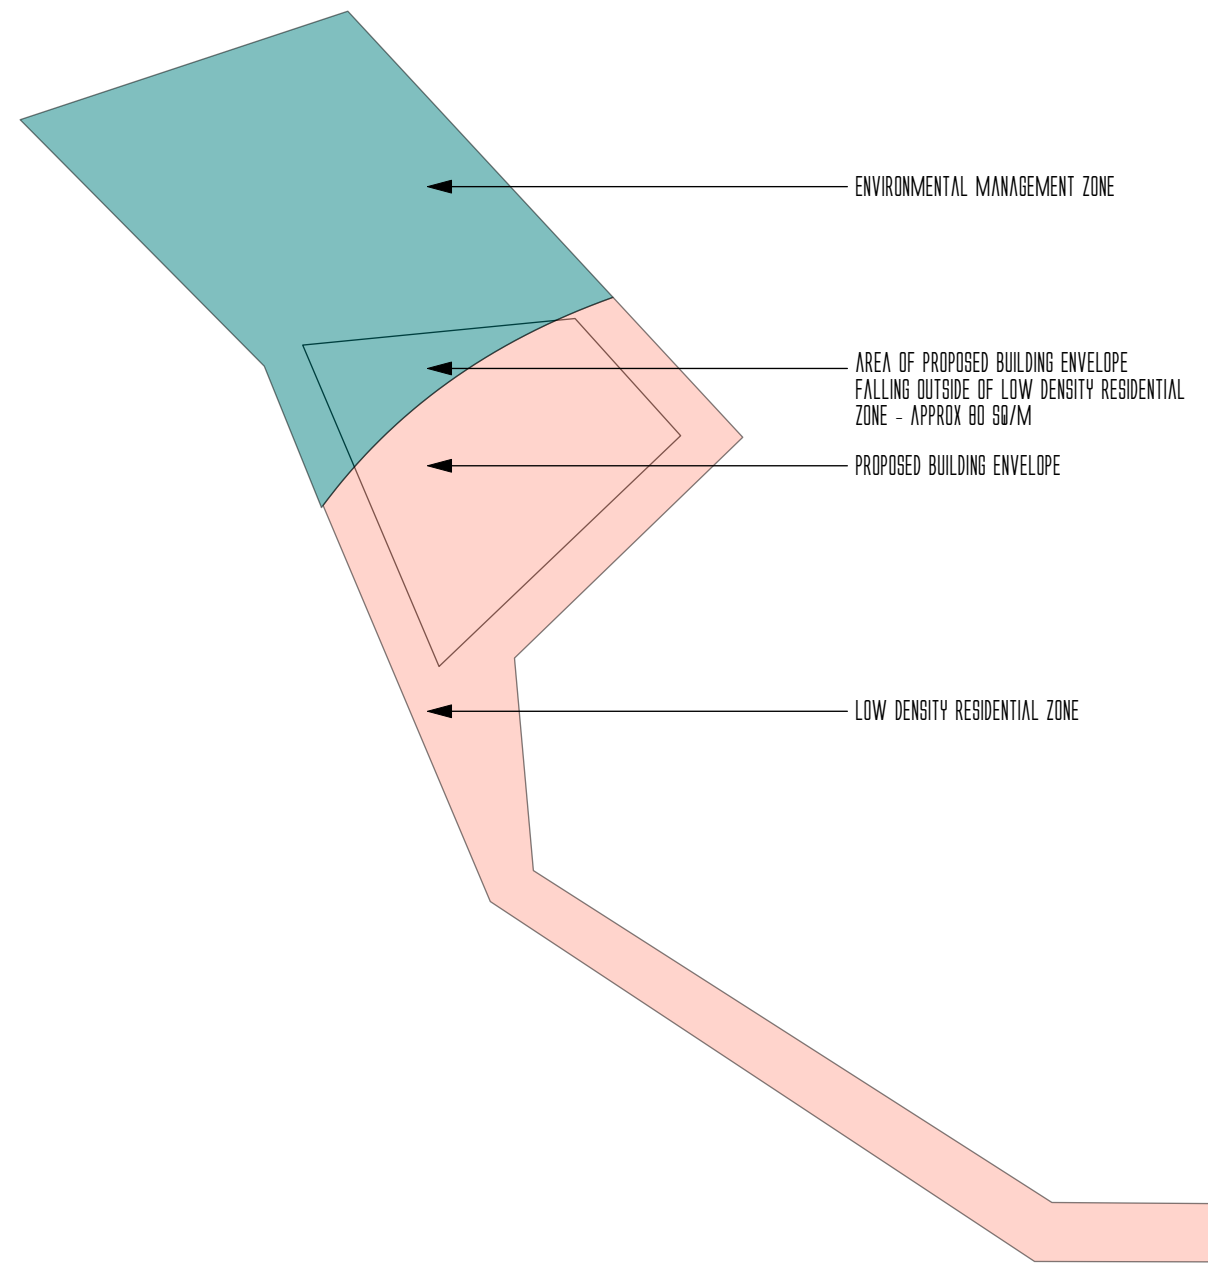 ENVIRONMENTAL MANAGEMENT ZONE
AREA OF PROPOSED BUILDING ENVELOPE
FALLING OUTSIDE OF LOW DENSITY RESIDENTIAL
ZONE - APPROX 80 SQ/M
PROPOSED BUILDING ENVELOPE
LOW DENSITY RESIDENTIAL ZONE